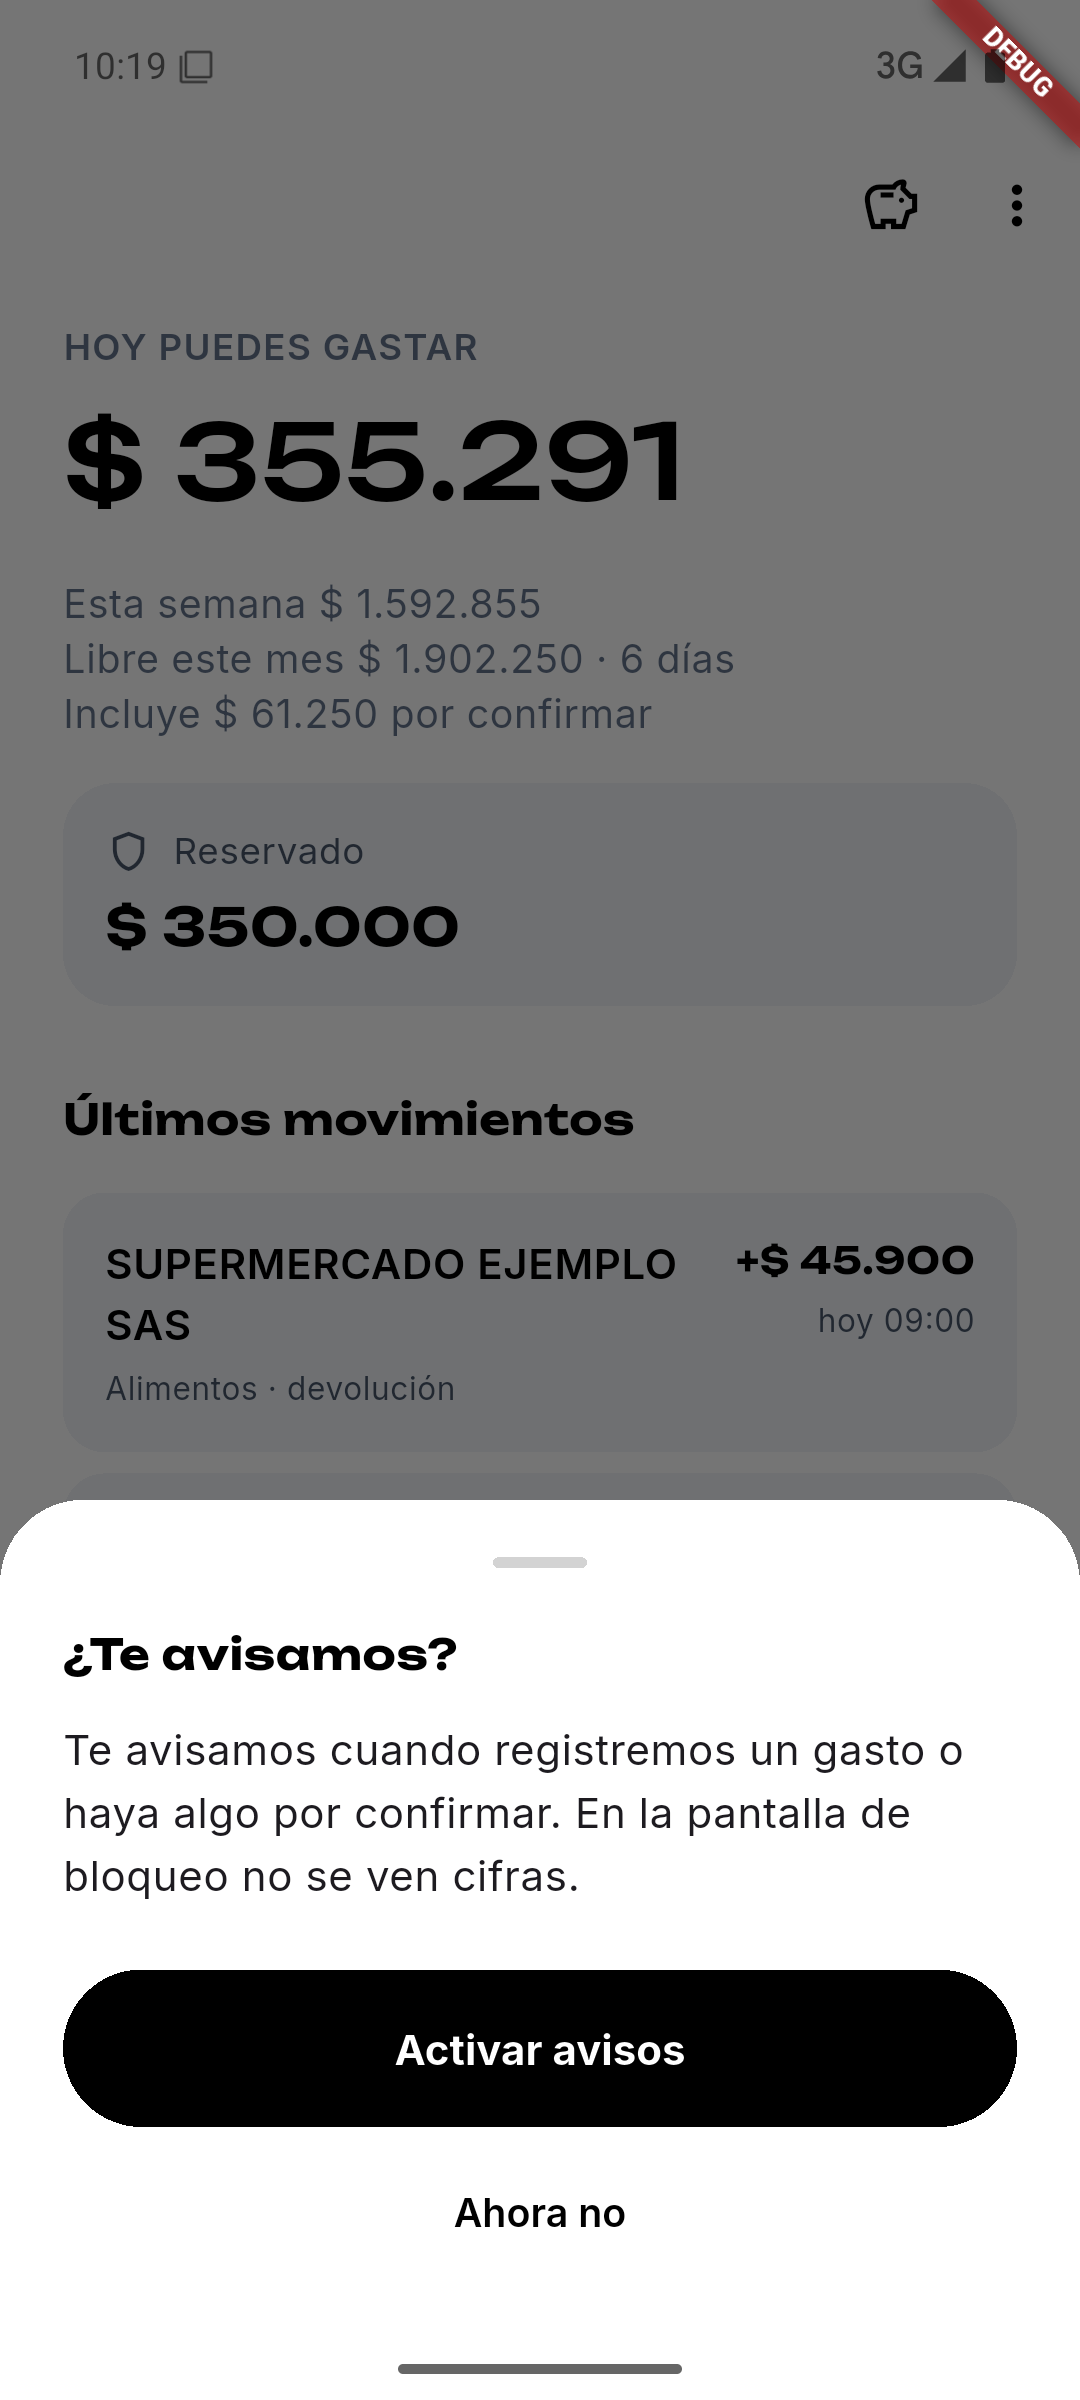 10:19
3G
DEBUG
HOY PUEDES GASTAR
$ 355.291
Esta semana $ 1.592.855
Libre este mes $ 1.902.250 · 6 días
Incluye $ 61.250 por confirmar
Reservado
$ 350.000
Últimos movimientos
SUPERMERCADO EJEMPLO
SAS
+$ 45.900
hoy 09:00
Alimentos · devolución
¿Te avisamos?
Te avisamos cuando registremos un gasto o
haya algo por confirmar. En la pantalla de
bloqueo no se ven cifras.
Activar avisos
Ahora no